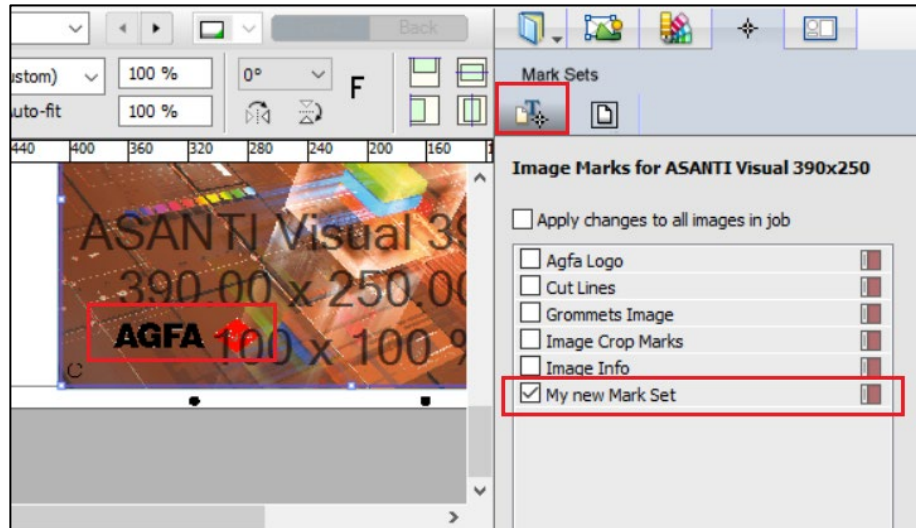 Back
ustom)
100 %
0°
F
uto-fit
100 %
440 400 360 320 280 240 200 160 1
ASANTI Visual 39
390.00 x 250.00
AGFA
100 x 100 %
Mark Sets
Image Marks for ASANTI Visual 390x250
Apply changes to all images in job
Agfa Logo
Cut Lines
Grommets Image
Image Crop Marks
Image Info
My new Mark Set